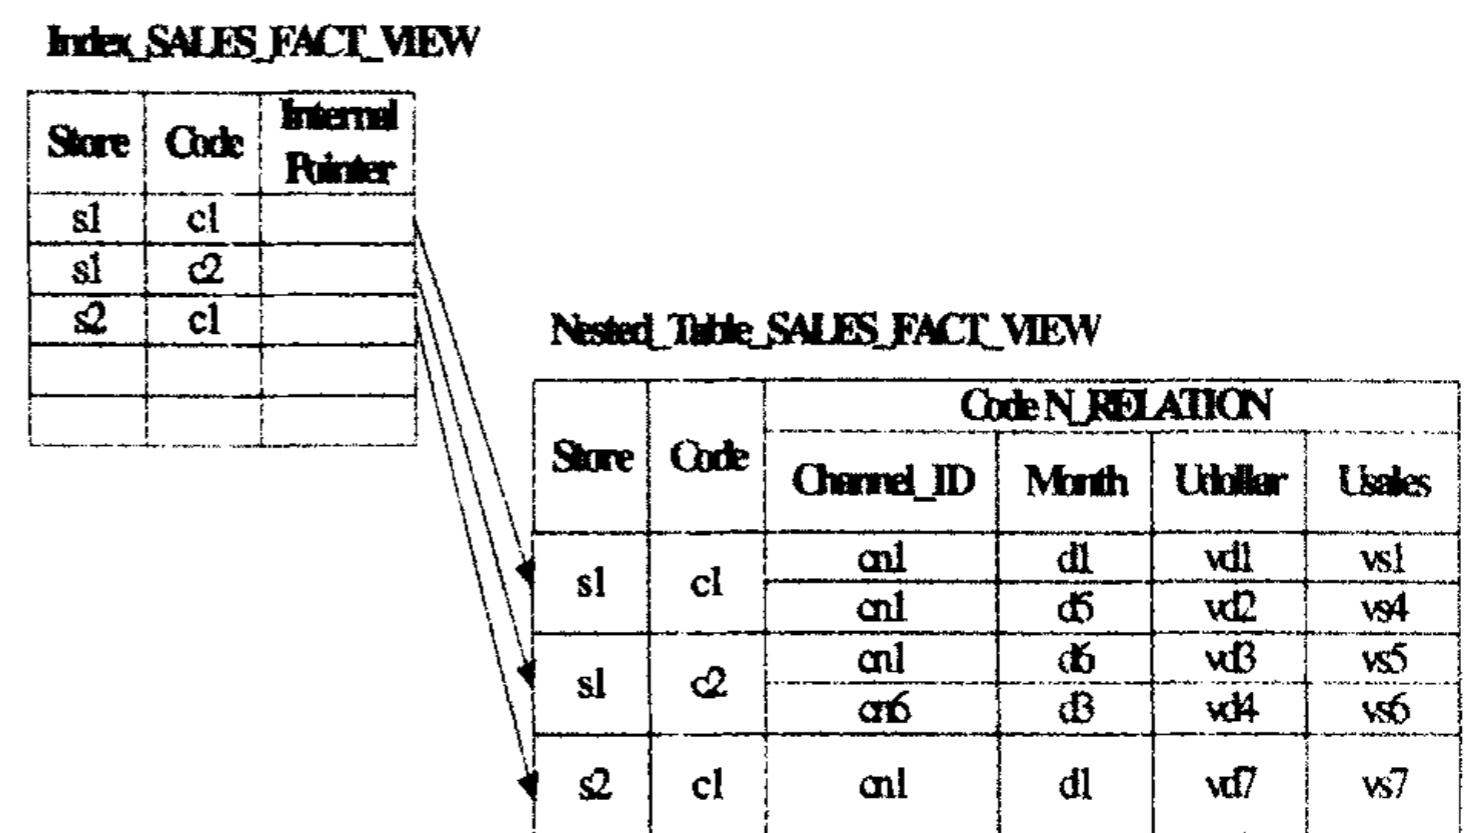 Index_SALES_FACT_VIEW
Store Code Internal Pointer
s1 c1
s1 c2
s2 c1
Nested_Table_SALES_FACT_VIEW
Store Code Code N_RELATION
Channel_ID Month Udollar Usales
s1 c1 cn1 d1 vd1 vs1
cn1 d5 vd2 vs4
s1 c2 cn1 d6 vd3 vs5
cn6 d3 vd4 vs6
s2 c1 cn1 d1 vd7 vs7